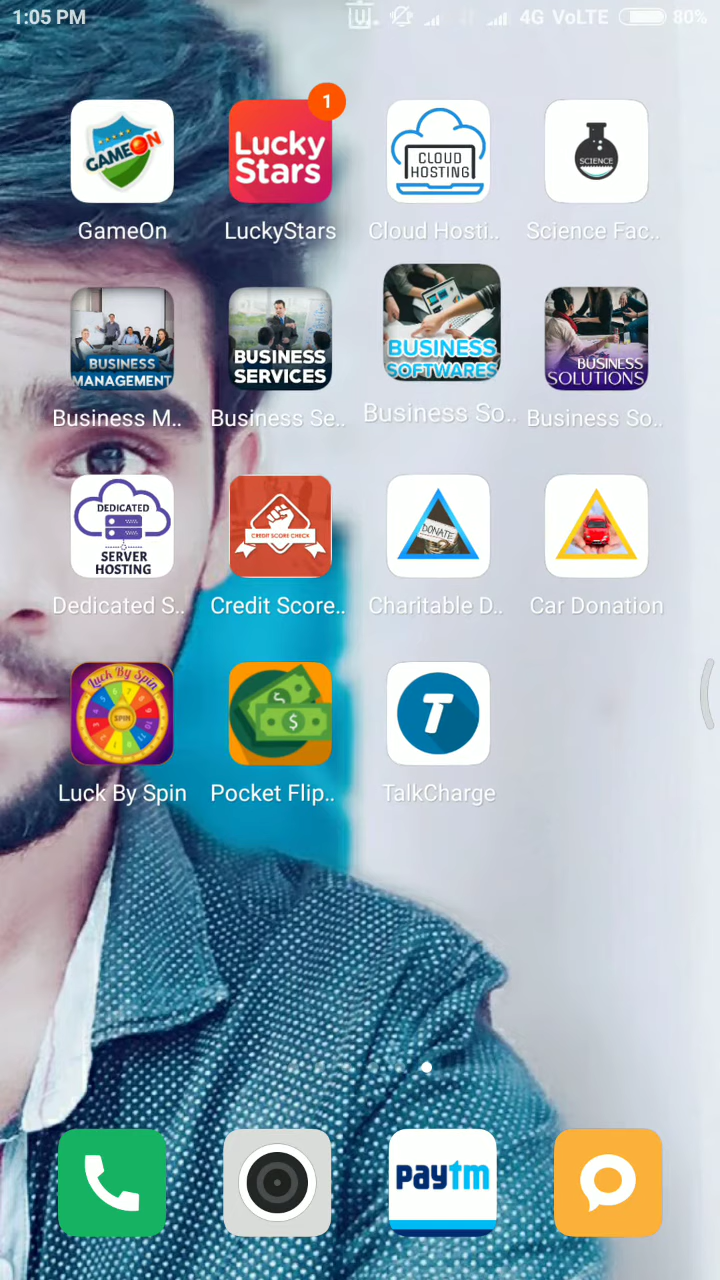 1:05 PM
4G VoLTE 80%
GAMEON
Lucky
Stars
1
CLOUD
HOSTING
SCIENCE
GameOn
LuckyStars
Cloud Hosti..
Science Fac..
BUSINESS
MANAGEMENT
BUSINESS
SERVICES
BUSINESS
SOFTWARES
BUSINESS
SOLUTIONS
Business M..
Business Se..
Business So..
Business So..
DEDICATED
SERVER
HOSTING
CREDIT SCORE CHECK
DONATE
Dedicated S..
Credit Score..
Charitable D..
Car Donation
Luck By Spin
SPIN
$
T
Luck By Spin
Pocket Flip..
TalkCharge
paytm